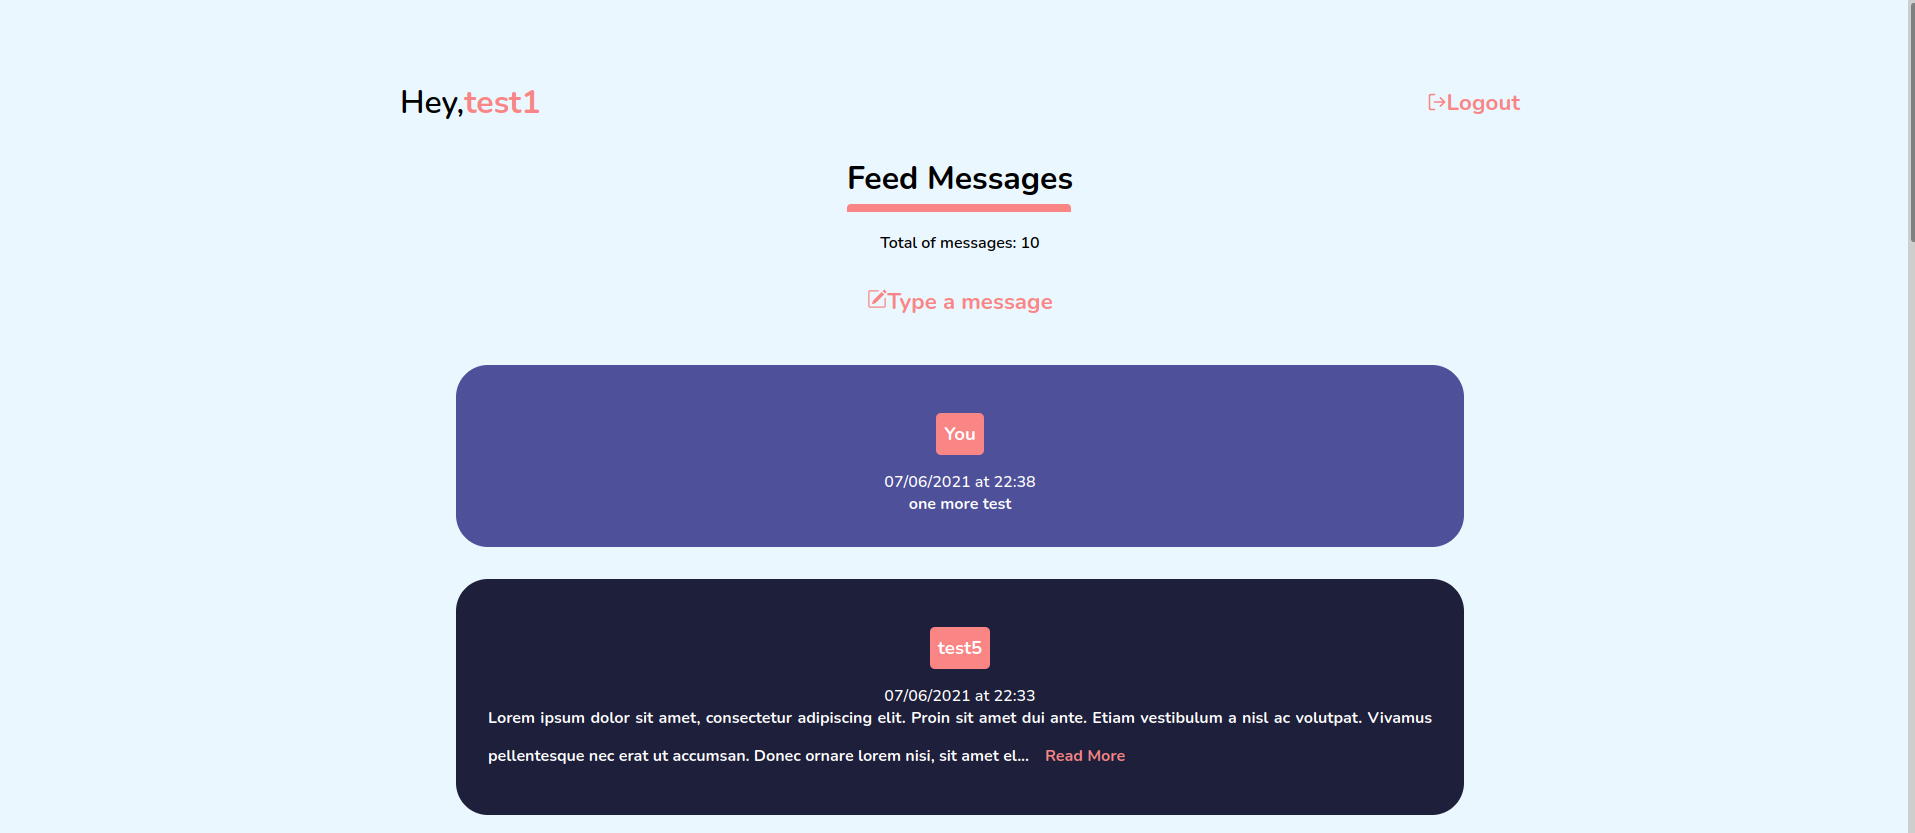 Hey,test1
Logout
Feed Messages
Total of messages: 10
Type a message
You
07/06/2021 at 22:38
one more test
test5
07/06/2021 at 22:33
Lorem ipsum dolor sit amet, consectetur adipiscing elit. Proin sit amet dui ante. Etiam vestibulum a nisl ac volutpat. Vivamus
pellentesque nec erat ut accumsan. Donec ornare lorem nisi, sit amet el... Read More